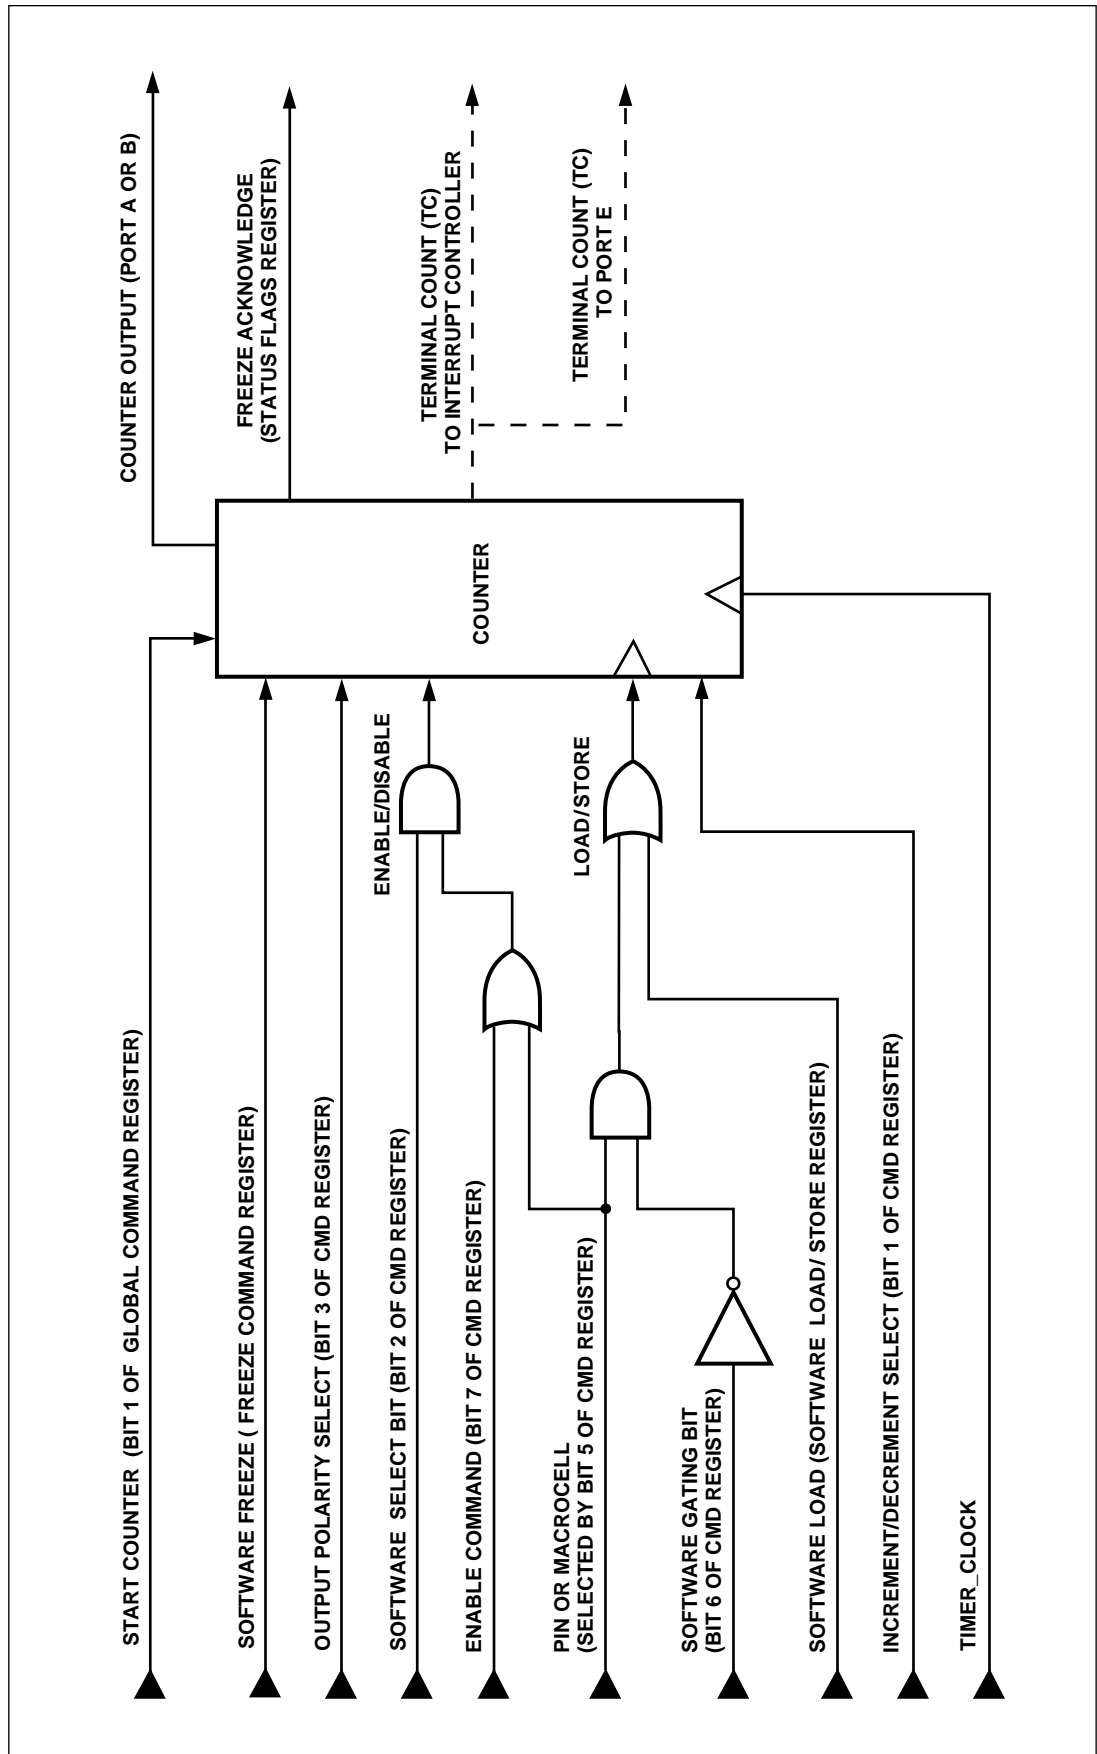 START COUNTER (BIT 1 OF GLOBAL COMMAND REGISTER)
SOFTWARE FREEZE ( FREEZE COMMAND REGISTER)
OUTPUT POLARITY SELECT (BIT 3 OF CMD REGISTER)
SOFTWARE SELECT BIT (BIT 2 OF CMD REGISTER)
ENABLE COMMAND (BIT 7 OF CMD REGISTER)
PIN OR MACROCELL
(SELECTED BY BIT 5 OF CMD REGISTER)
SOFTWARE GATING BIT
(BIT 6 OF CMD REGISTER)
SOFTWARE LOAD (SOFTWARE LOAD/ STORE REGISTER)
INCREMENT/DECREMENT SELECT (BIT 1 OF CMD REGISTER)
TIMER_CLOCK
ENABLE/DISABLE
LOAD/STORE
COUNTER
COUNTER OUTPUT (PORT A OR B)
FREEZE ACKNOWLEDGE
(STATUS FLAGS REGISTER)
TERMINAL COUNT (TC)
TO INTERRUPT CONTROLLER
TERMINAL COUNT (TC)
TO PORT E